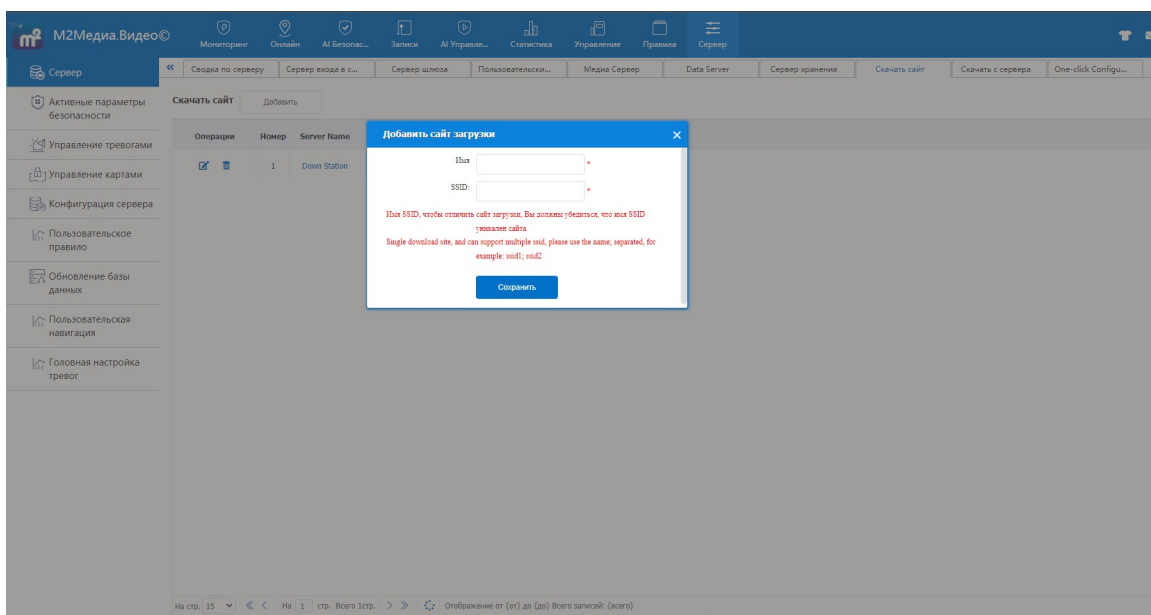 m2 М2Медиа.Видео©
Мониторинг Онлайн AI Безопас... Записи AI Управле... Статистика Управление Правила Сервер
Сервер
« Сводка по серверу Сервер входа в с... Сервер шлюза Пользовательски... Медиа Сервер Data Server Сервер хранения Скачать сайт Скачать с сервера One-click Configu...
Активные параметры
безопасности
Управление тревогами
Управление картами
Конфигурация сервера
Пользовательское
правило
Обновление базы
данных
Пользовательская
навигация
Головная настройка
тревог
Скачать сайт Добавить
Операции Номер Server Name
1 Down Station
Добавить сайт загрузки ×
Имя *
SSID: *
Имя SSID, чтобы отличить сайт загрузки, Вы должны убедиться, что имя SSID
уникален сайта
Single download site, and can support multiple ssid, please use the name; separated, for
example: ssid1; ssid2
Сохранить
На стр. 15 На 1 стр. Всего 1стр. Отображение от {от} до {до} Всего записей: {всего}